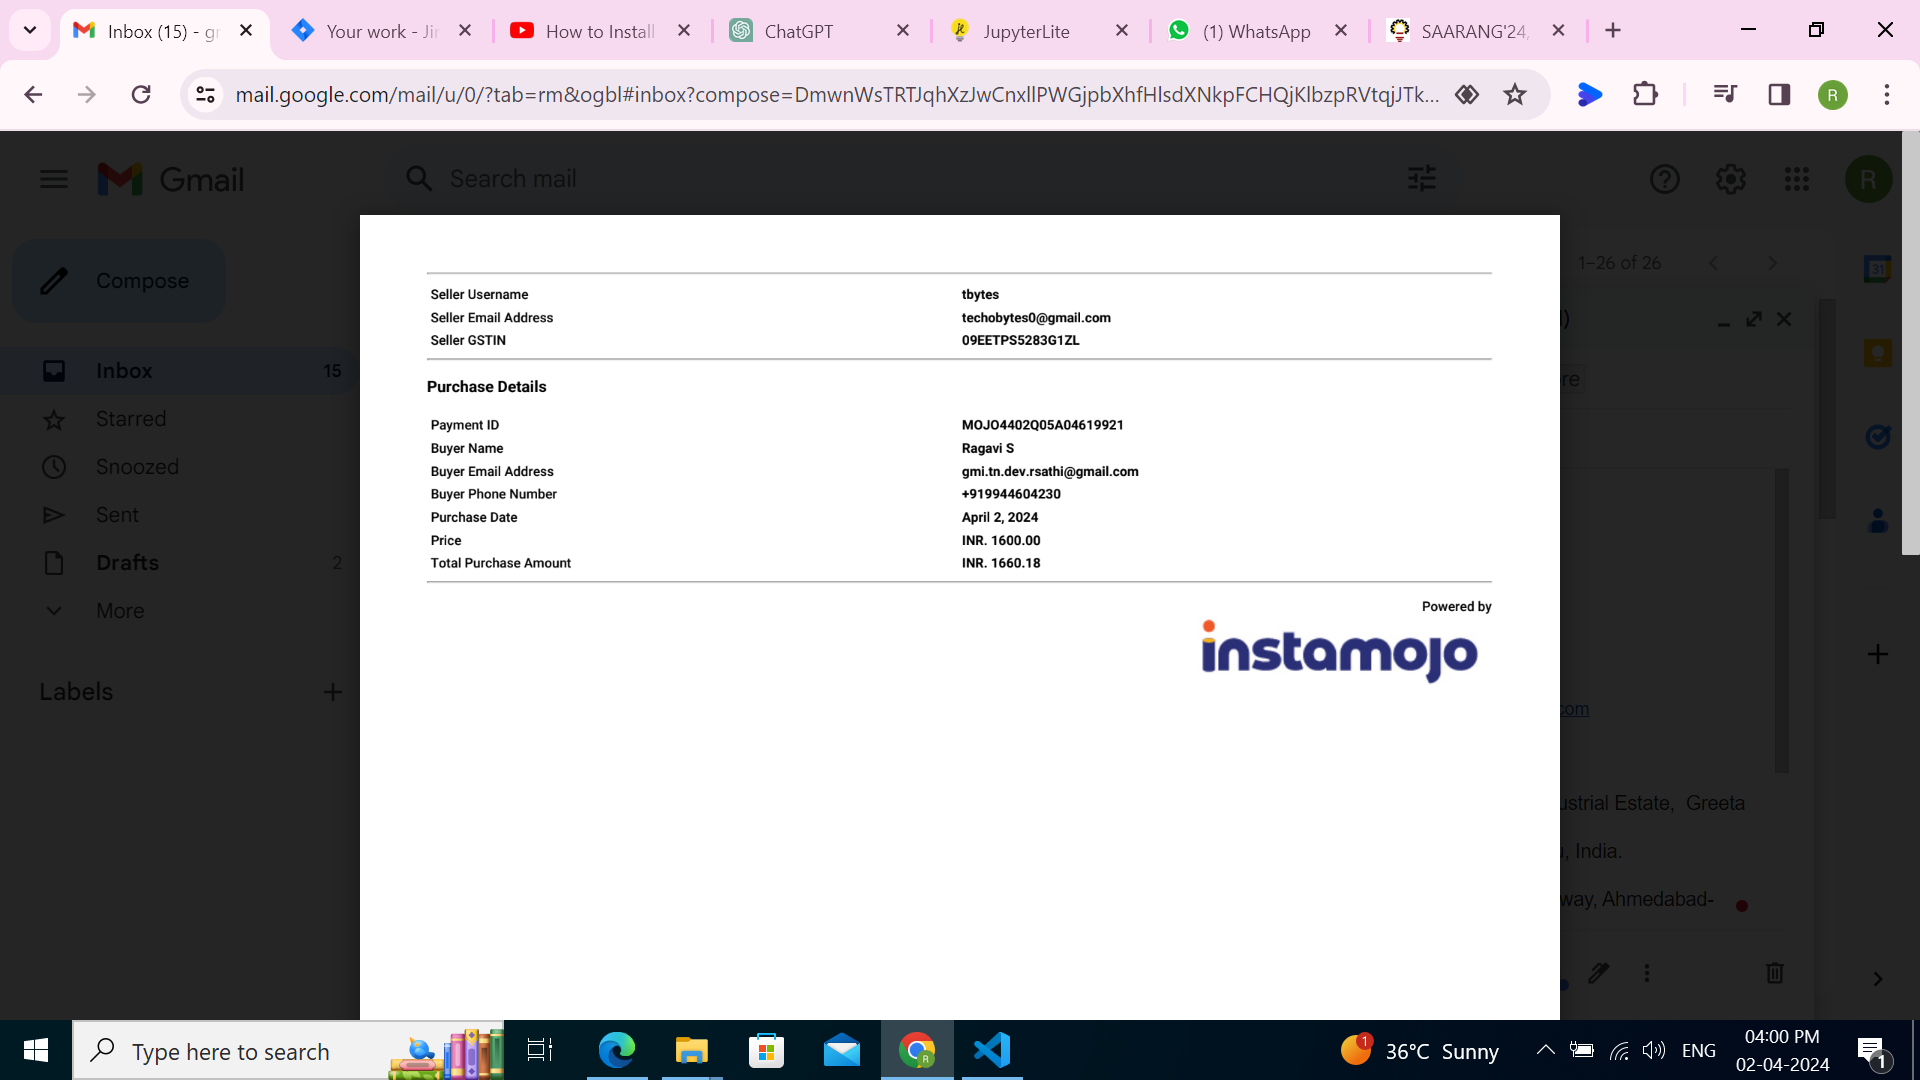 Inbox (15) - gr
Your work - Jir
How to Install
ChatGPT
JupyterLite
(1) WhatsApp
SAARANG'24,
mail.google.com/mail/u/0/?tab=rm&ogbl#inbox?compose=DmwnWsTRTJqhXzJwCnxllPWGjpbXhfHlsdXNkpFCHQjKlbzpRVtqjJTk...
R
Gmail
Search mail
R
Compose
1–26 of 26
31
Inbox 15
Starred
Snoozed
Sent
Drafts 2
More
Labels
Seller Username tbytes
Seller Email Address techobytes0@gmail.com
Seller GSTIN 09EETPS5283G1ZL
Purchase Details
Payment ID MOJO4402Q05A04619921
Buyer Name Ragavi S
Buyer Email Address gmi.tn.dev.rsathi@gmail.com
Buyer Phone Number +919944604230
Purchase Date April 2, 2024
Price INR. 1600.00
Total Purchase Amount INR. 1660.18
Powered by
instamojo
re
com
ustrial Estate, Greeta
, India.
way, Ahmedabad-
Type here to search
1
36°C Sunny
ENG
04:00 PM
02-04-2024
1